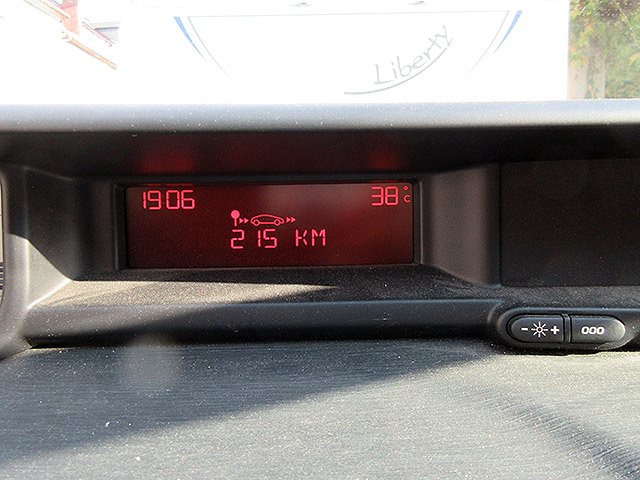 Liberty
19:06 38°C
215 KM
- +
000